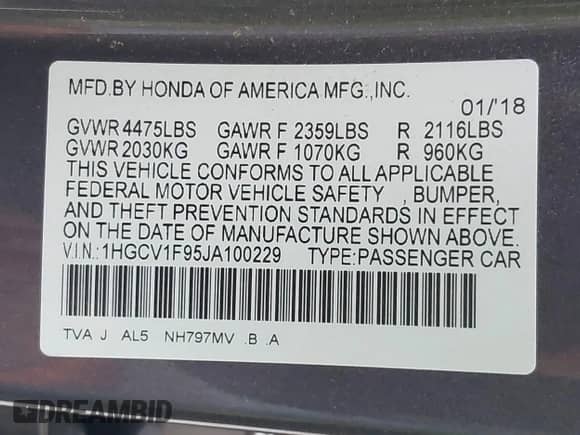 MFD.BY HONDA OF AMERICA MFG.,INC.
01/'18
GVWR 4475LBS GAWR F 2359LBS R 2116LBS
GVWR 2030KG GAWR F 1070KG R 960KG
THIS VEHICLE CONFORMS TO ALL APPLICABLE
FEDERAL MOTOR VEHICLE SAFETY , BUMPER,
AND THEFT PREVENTION STANDARDS IN EFFECT
ON THE DATE OF MANUFACTURE SHOWN ABOVE.
V.I.N.:1HGCV1F95JA100229 TYPE:PASSENGER CAR
TVA J AL5 NH797MV .B .A
DREAMBID